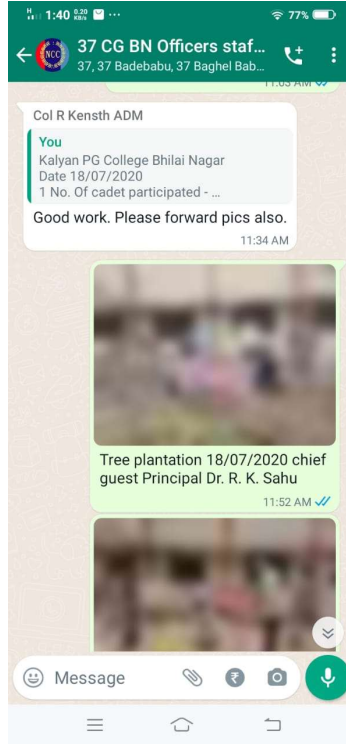 1:40 0.20 KB/s ··· 77%
NCC
37 CG BN Officers staf...
37, 37 Badebabu, 37 Baghel Bab...
11:03 AM
Col R Kensth ADM
You
Kalyan PG College Bhilai Nagar
Date 18/07/2020
1 No. Of cadet participated - ...
Good work. Please forward pics also.
11:34 AM
Tree plantation 18/07/2020 chief
guest Principal Dr. R. K. Sahu
11:52 AM
Message ₹